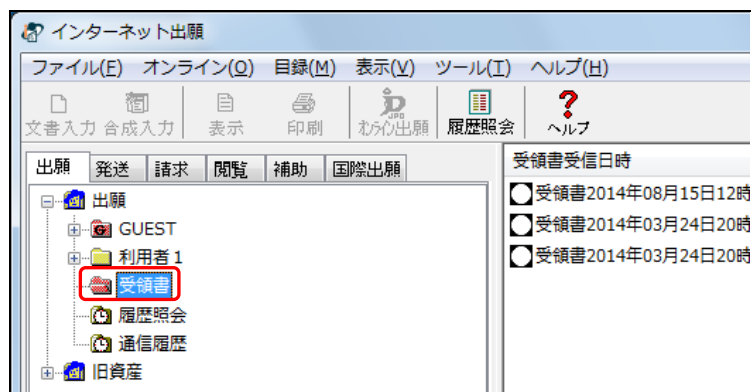 インターネット出願
ファイル(F) オンライン(O) 目録(M) 表示(V) ツール(T) ヘルプ(H)
JPO
文書入力 合成入力 表示 印刷 オンライン出願 履歴照会 ヘルプ
出願 発送 請求 閲覧 補助 国際出願
受領書受信日時
出願
GUEST
利用者1
受領書
履歴照会
通信履歴
旧資産
受領書2014年08月15日12時
受領書2014年03月24日20時
受領書2014年03月24日20時